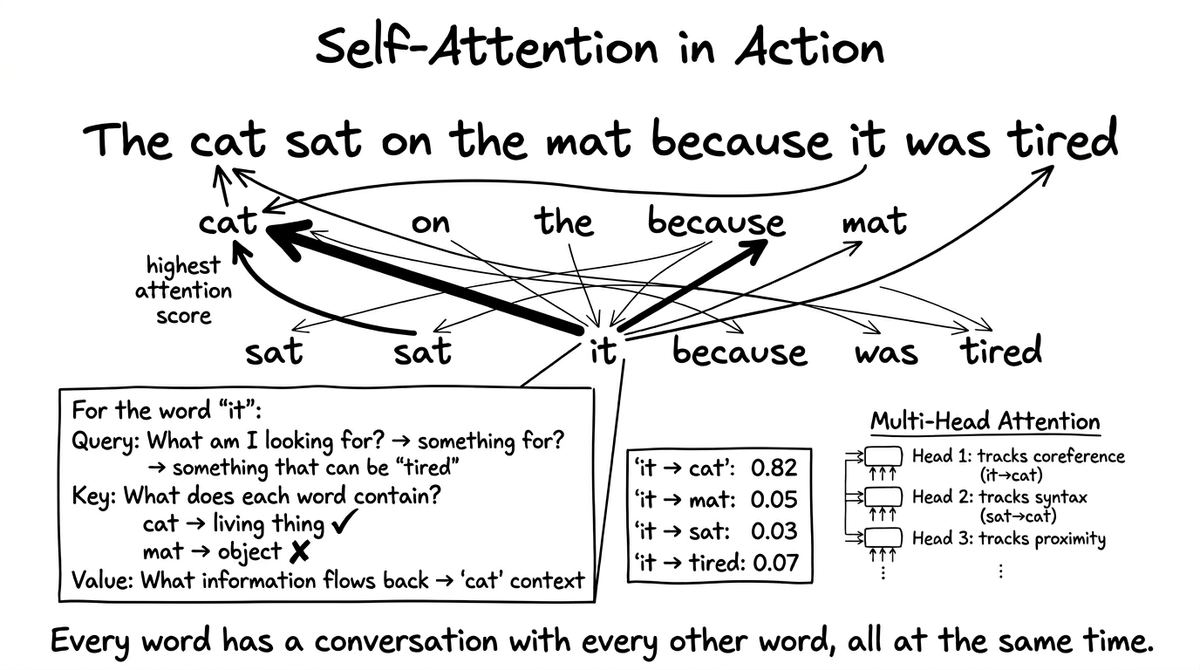 Self-Attention in Action
The cat sat on the mat because it was tired
cat on the because mat
highest
attention
score
sat sat it because was tired
For the word “it”:
Query: What am I looking for? → something for?
→ something that can be “tired”
Key: What does each word contain?
cat → living thing ✓
mat → object ✗
Value: What information flows back → ‘cat’ context
‘it → cat’: 0.82
‘it → mat: 0.05
‘it → sat: 0.03
‘it → tired: 0.07
Multi-Head Attention
Head 1: tracks coreference
(it→cat)
Head 2: tracks syntax
(sat→cat)
Head 3: tracks proximity
⋮ ⋮
Every word has a conversation with every other word, all at the same time.